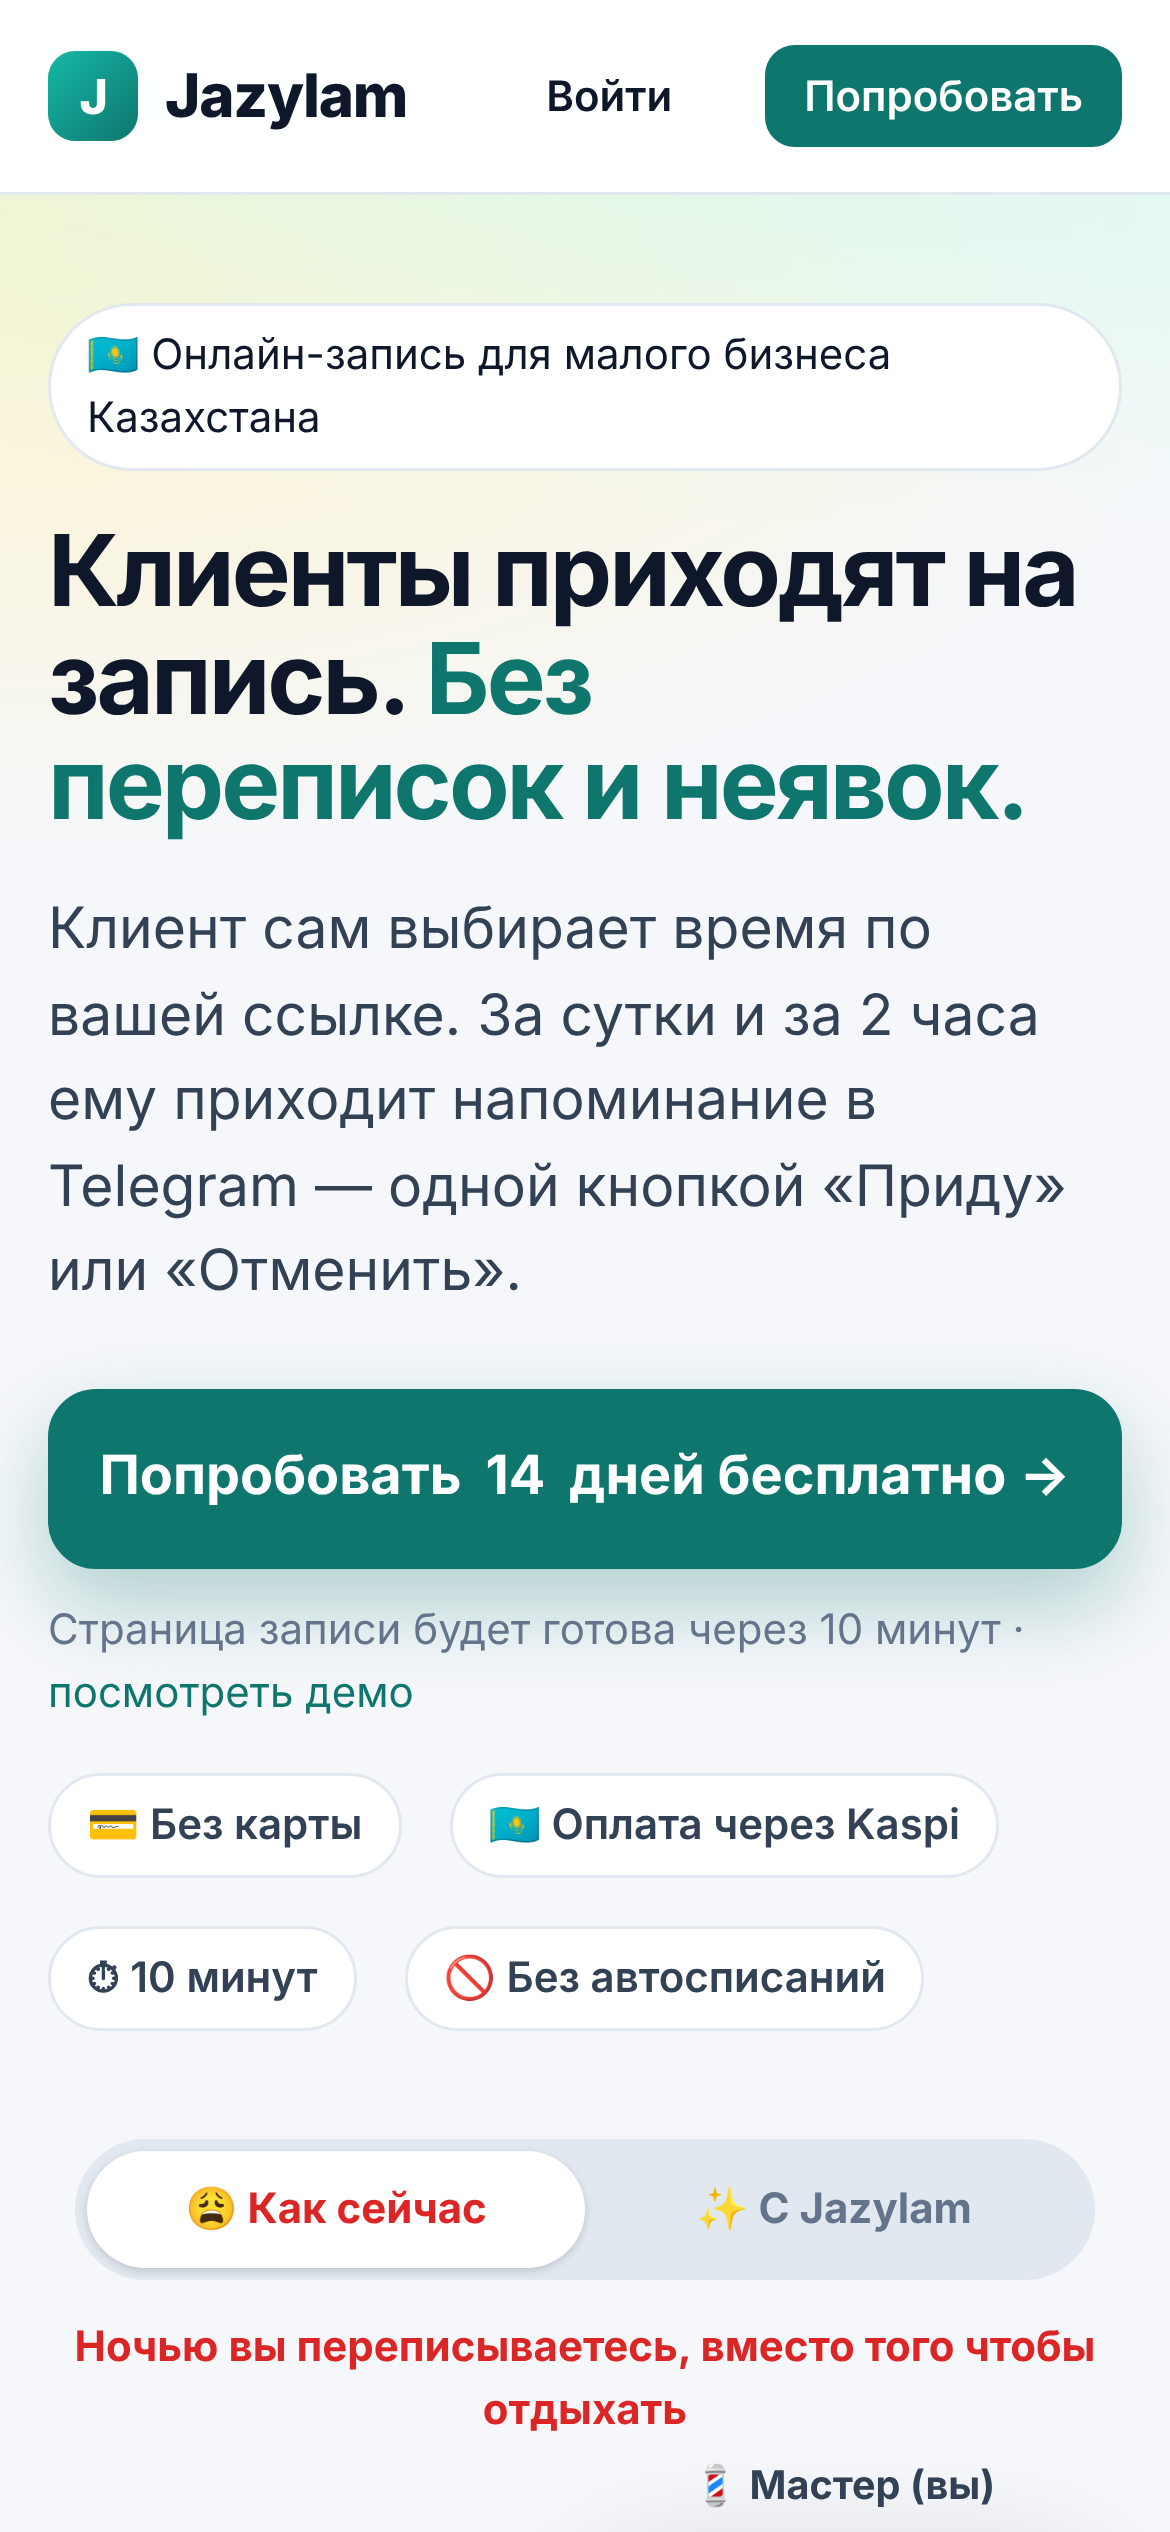 J Jazylam Войти Попробовать
🇰🇿 Онлайн-запись для малого бизнеса
Казахстана
Клиенты приходят на
запись. Без
переписок и неявок.
Клиент сам выбирает время по
вашей ссылке. За сутки и за 2 часа
ему приходит напоминание в
Telegram — одной кнопкой «Приду»
или «Отменить».
Попробовать 14 дней бесплатно →
Страница записи будет готова через 10 минут ·
посмотреть демо
💳 Без карты 🇰🇿 Оплата через Kaspi
⏱ 10 минут 🚫 Без автосписаний
😩 Как сейчас ✨ С Jazylam
Ночью вы переписываетесь, вместо того чтобы
отдыхать
💈 Мастер (вы)